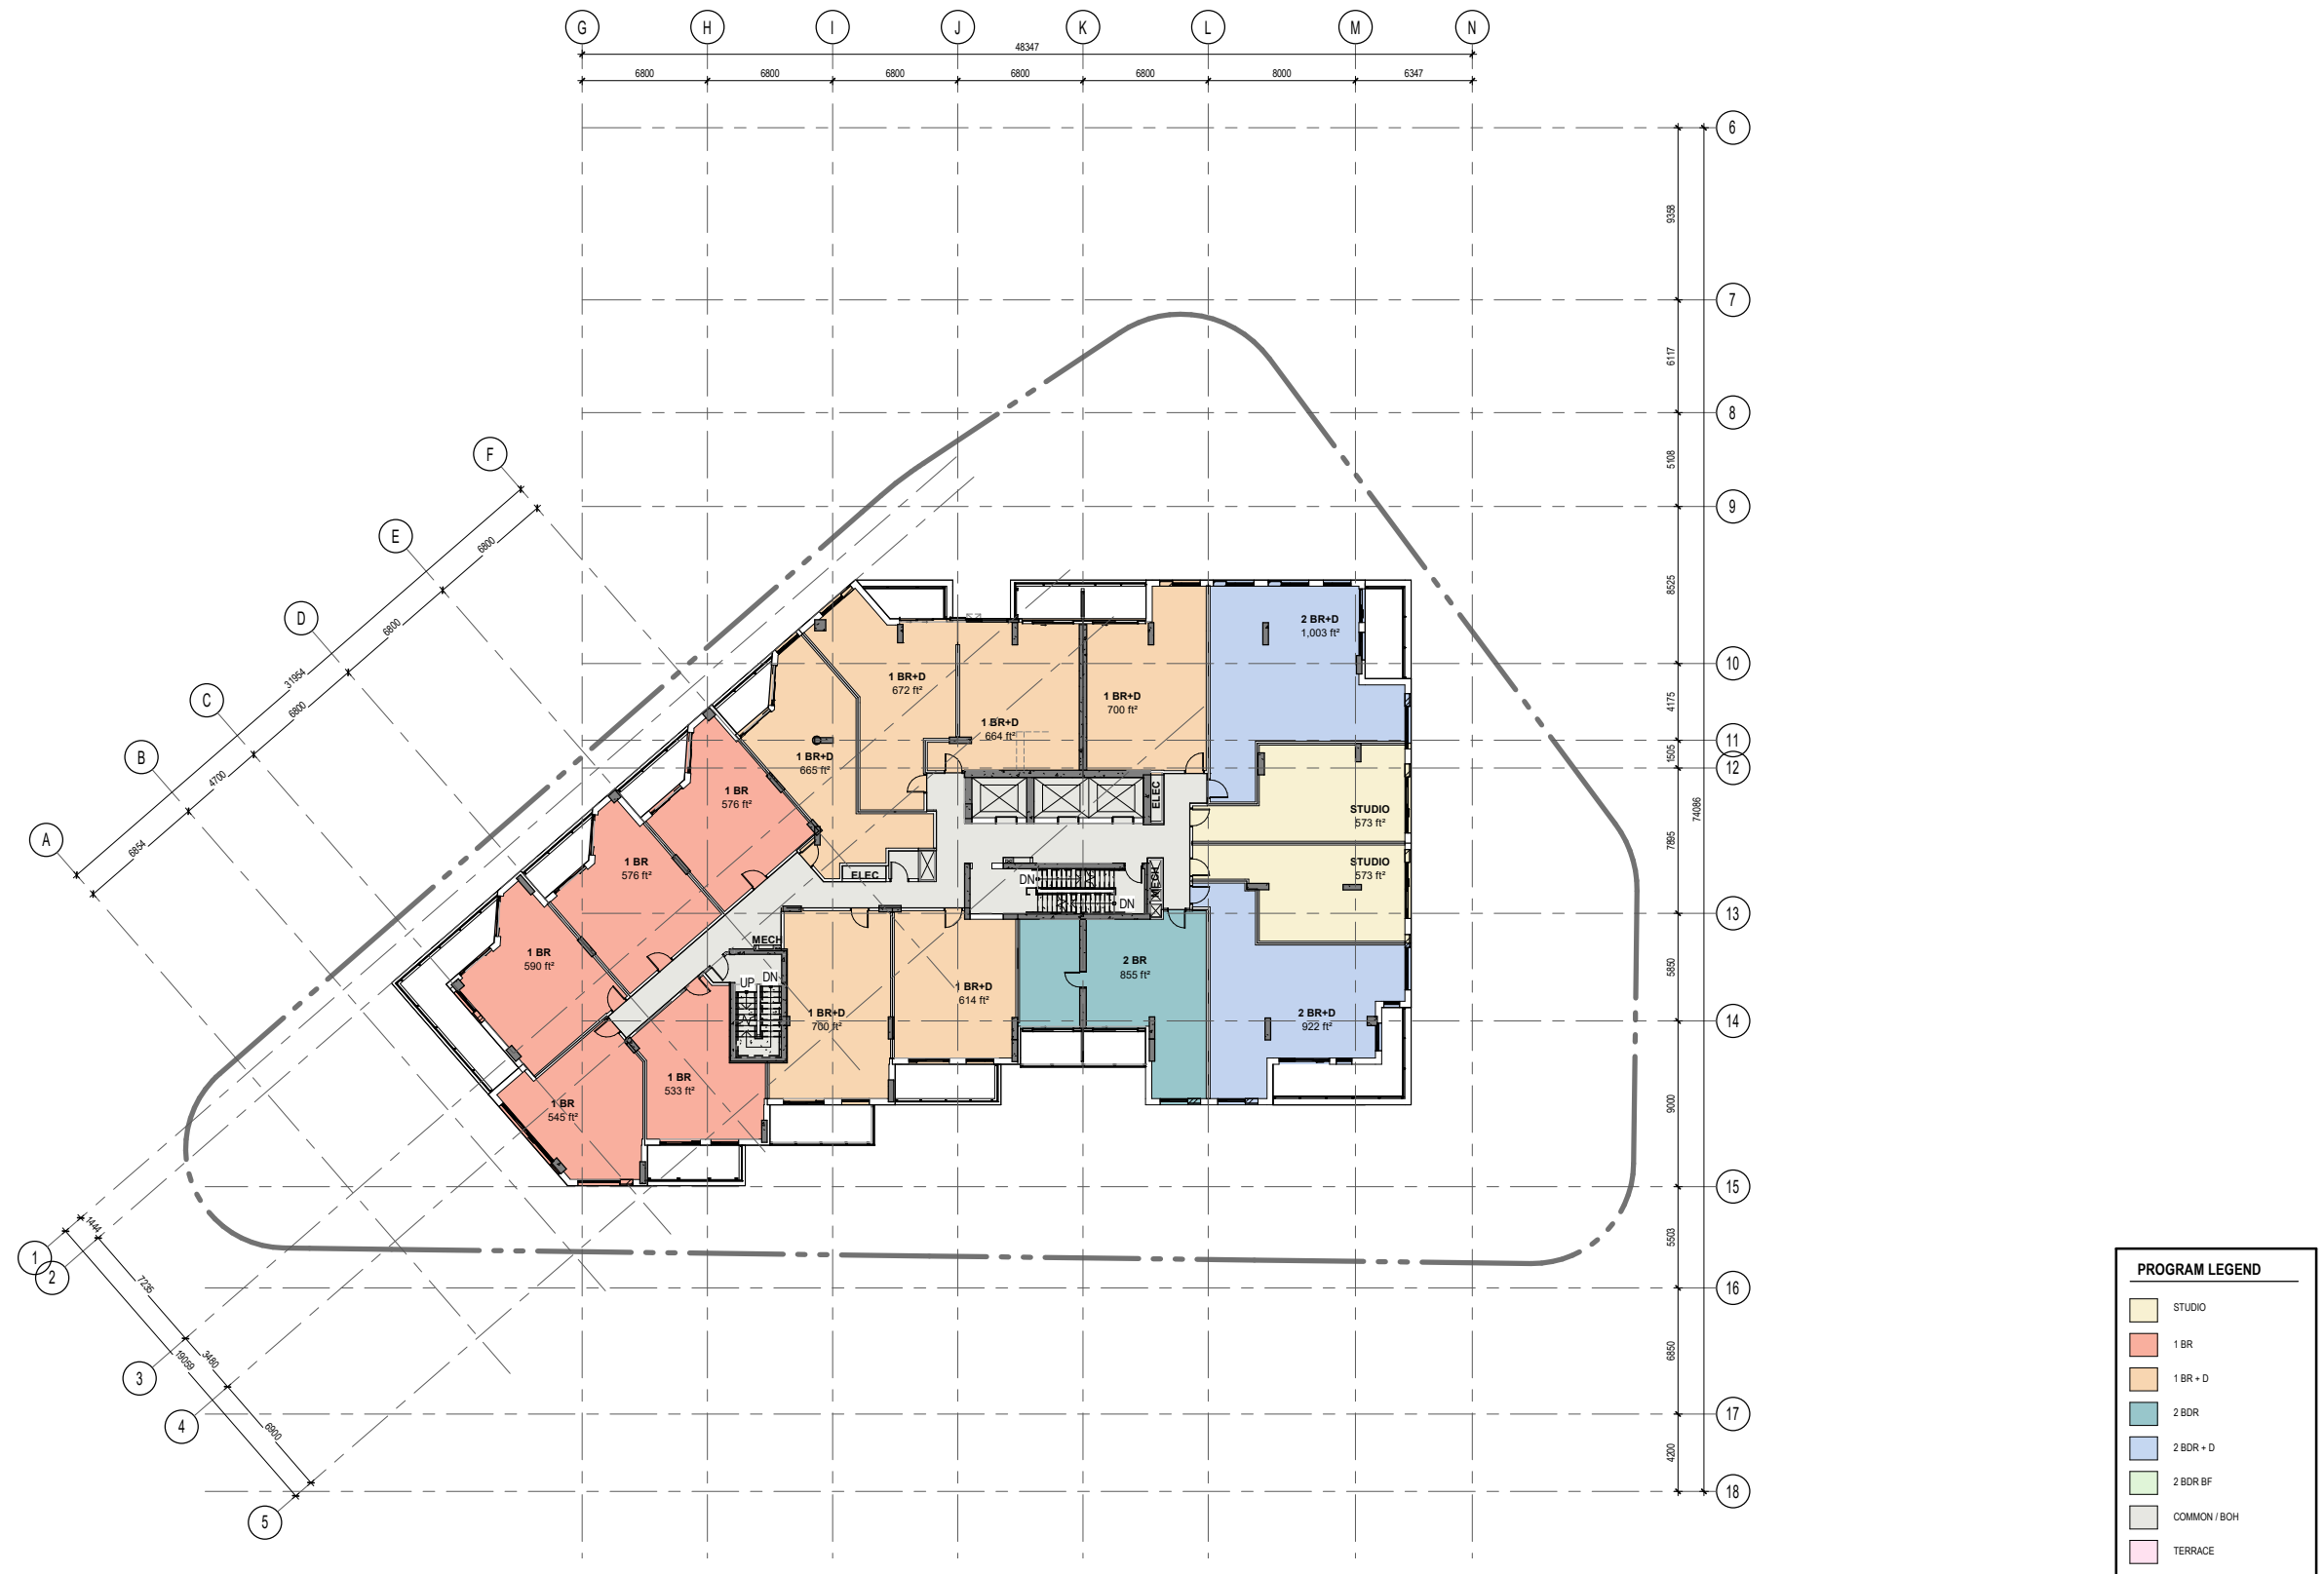 G H I J K L M N
48347
6800 6800 6800 6800 6800 8000 6347
6
9358
7
6117
8
5108
9
8525
10
4175
11
1505
12
74086
7895
13
5850
14
9000
15
5503
16
6850
17
4200
18
F
E
D
C
B
A
6800
6800
31954
6800
4700
6854
2 BR+D
1,003 ft²
1 BR+D
672 ft²
1 BR+D
700 ft²
1 BR+D
664 ft²
1 BR+D
665 ft²
1 BR
576 ft²
ELEC
STUDIO
573 ft²
1 BR
576 ft²
ELEC
STUDIO
573 ft²
DN
MECH
DN
1 BR
590 ft²
MECH
UP
DN
2 BR
855 ft²
1 BR+D
614 ft²
1 BR+D
700 ft²
2 BR+D
922 ft²
1 BR
533 ft²
1 BR
545 ft²
1
2
1444
7235
3
3480
19059
4
6900
5
PROGRAM LEGEND
STUDIO
1 BR
1 BR + D
2 BDR
2 BDR + D
2 BDR BF
COMMON / BOH
TERRACE